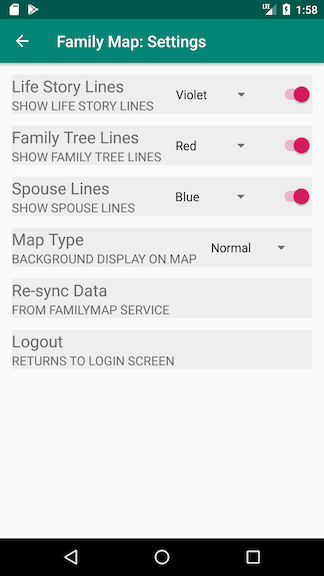 LTE 1:58
Family Map: Settings
Life Story Lines
SHOW LIFE STORY LINES
Violet
Family Tree Lines
SHOW FAMILY TREE LINES
Red
Spouse Lines
SHOW SPOUSE LINES
Blue
Map Type
BACKGROUND DISPLAY ON MAP
Normal
Re-sync Data
FROM FAMILYMAP SERVICE
Logout
RETURNS TO LOGIN SCREEN